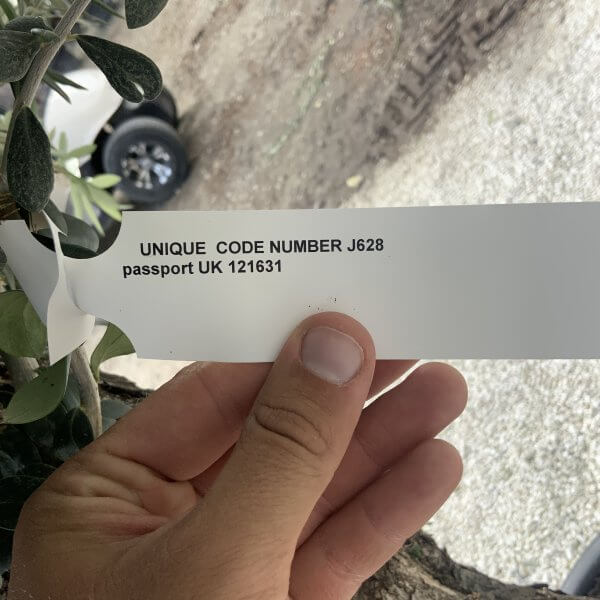 UNIQUE  CODE NUMBER J628
passport UK 121631